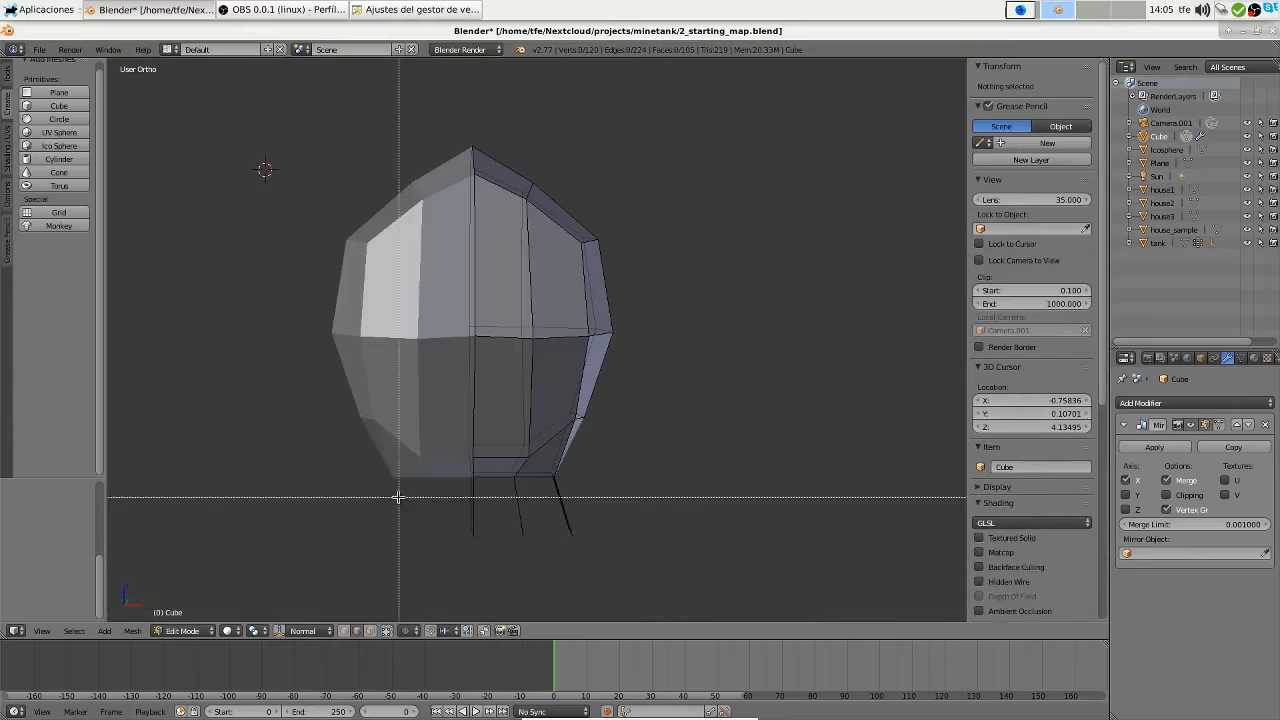 Aplicaciones
Blender* [/home/tfe/Nex...
OBS 0.0.1 (linux) - Perfíl...
Ajustes del gestor de ve...
14:05 tfe
Blender* [/home/tfe/Nextcloud/projects/minetank/2_starting_map.blend]
File Render Window Help Default Scene Blender Render v2.77 | Verts:0/120 | Edges:0/224 | Faces:0/105 | Tris:219 | Mem:20.33M | Cube
View Search All Scenes
Add Meshes
Primitives:
Plane
Cube
Circle
UV Sphere
Ico Sphere
Cylinder
Cone
Torus
Special:
Grid
Monkey
Tools
Create
Shading / UVs
Options
Grease Pencil
User Ortho
(0) Cube
Transform
Nothing selected
Grease Pencil
Scene Object
New
New Layer
View
Lens: 35.000
Lock to Object:
Lock to Cursor
Lock Camera to View
Clip:
Start: 0.100
End: 1000.000
Local Camera:
Camera.001
Render Border
3D Cursor
Location:
X: -0.75836
Y: 0.10701
Z: 4.13495
Item
Cube
Display
Shading
GLSL
Textured Solid
Matcap
Backface Culling
Hidden Wire
Depth Of Field
Ambient Occlusion
Scene
RenderLayers
World
Camera.001
Cube
Icosphere
Plane
Sun
house1
house2
house3
house_sample
tank
Cube
Add Modifier
Mir
Apply Copy
Axis: Options: Textures:
X Merge U
Y Clipping V
Z Vertex Gr
Merge Limit: 0.001000
Mirror Object:
View Select Add Mesh Edit Mode Normal
-160 -150 -140 -130 -120 -110 -100 -90 -80 -70 -60 -50 -40 -30 -20 -10 0 10 20 30 40 50 60 70 80 90 100 110 120 130 140 150 160
View Marker Frame Playback Start: 0 End: 250 0 No Sync